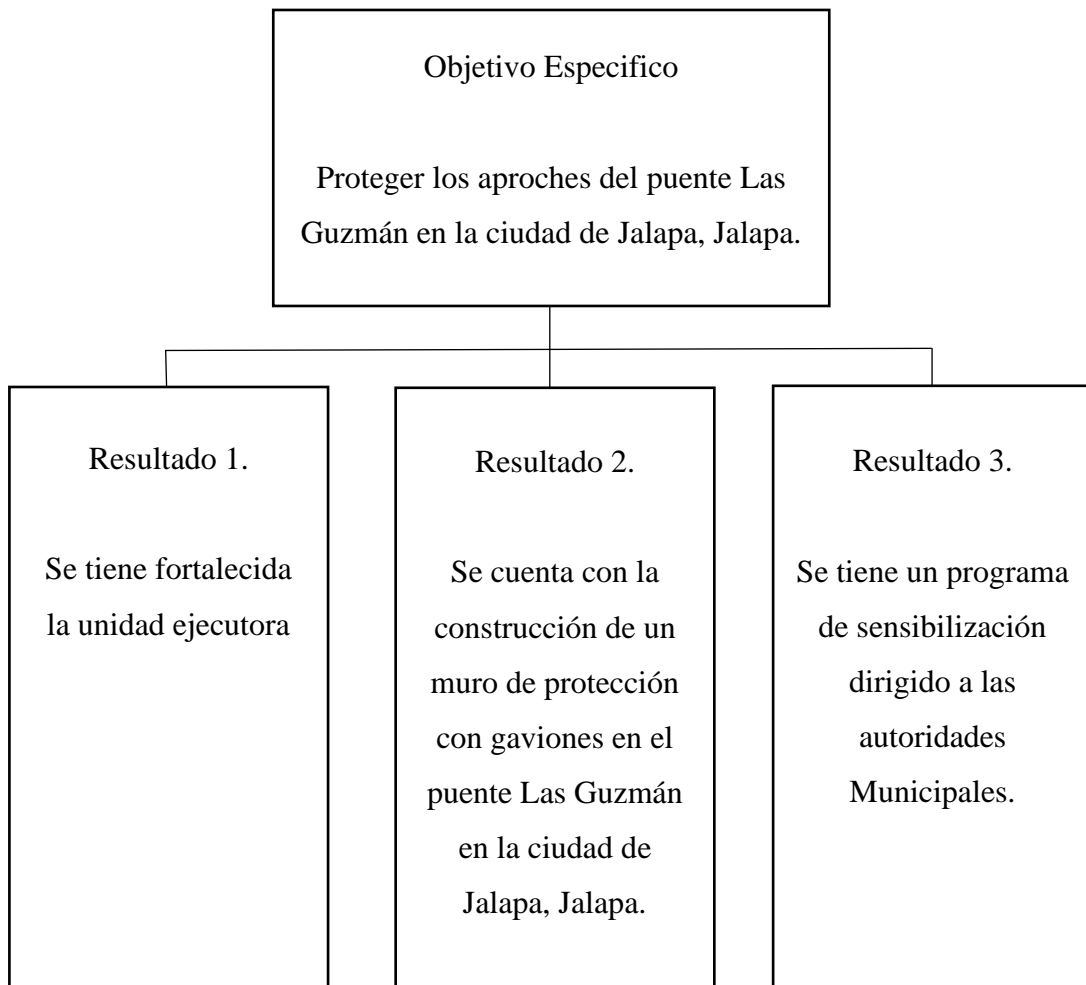 Objetivo Especifico
Proteger los aproches del puente Las
Guzmán en la ciudad de Jalapa, Jalapa.
Resultado 1.
Se tiene fortalecida
la unidad ejecutora
Resultado 2.
Se cuenta con la
construcción de un
muro de protección
con gaviones en el
puente Las Guzmán
en la ciudad de
Jalapa, Jalapa.
Resultado 3.
Se tiene un programa
de sensibilización
dirigido a las
autoridades
Municipales.